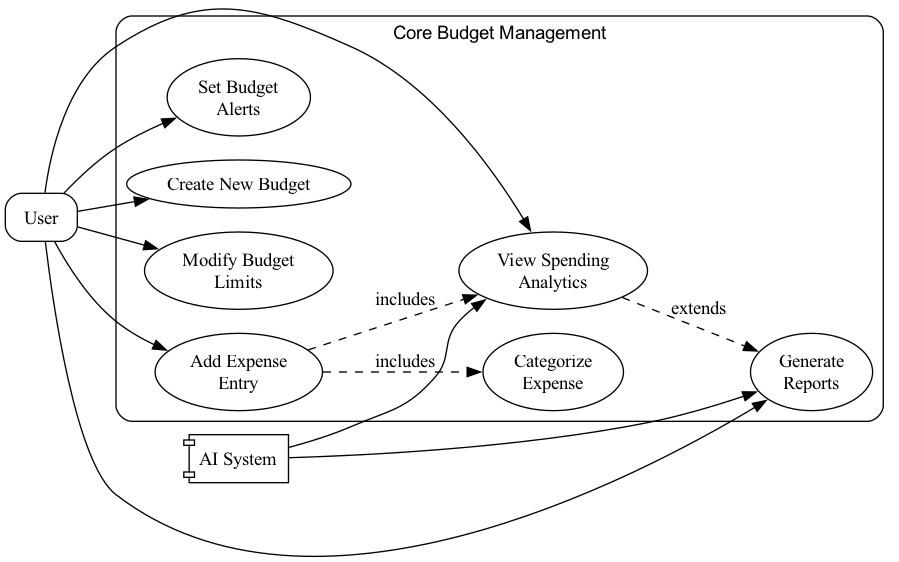 Core Budget Management
Set Budget
Alerts
Create New Budget
User
Modify Budget
Limits
View Spending
Analytics
includes
extends
Add Expense
Entry
includes
Categorize
Expense
Generate
Reports
AI System